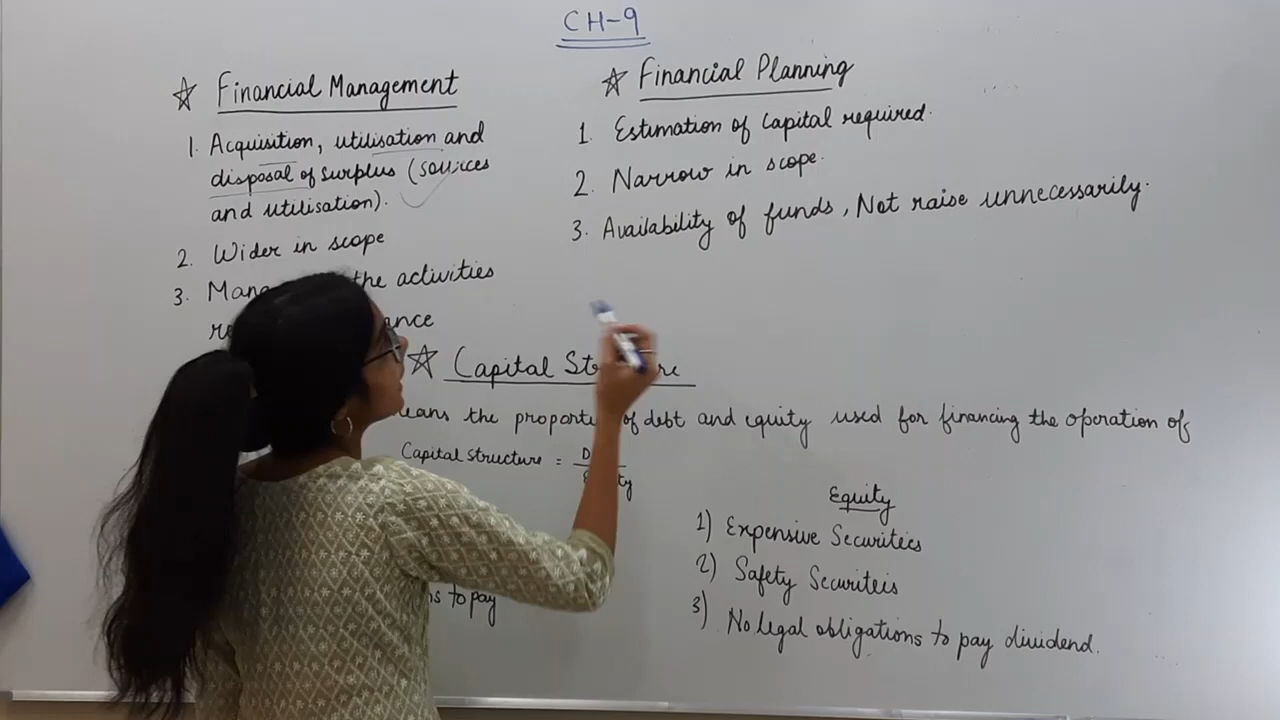 CH-9
☆ Financial Management
1. Acquisition, utilisation and
disposal of surplus (sources
and utilisation).
2. Wider in scope
3. the activities
☆ Financial Planning
1. Estimation of capital required.
2. Narrow in scope.
3. Availability of funds, Not raise unnecessarily.
☆ Capital
the of debt and equity used for financing the operation of
Capital structure =
Equity
1) Expensive Securities
2) Safety Securiteis
3) No legal obligations to pay dividend.
to pay